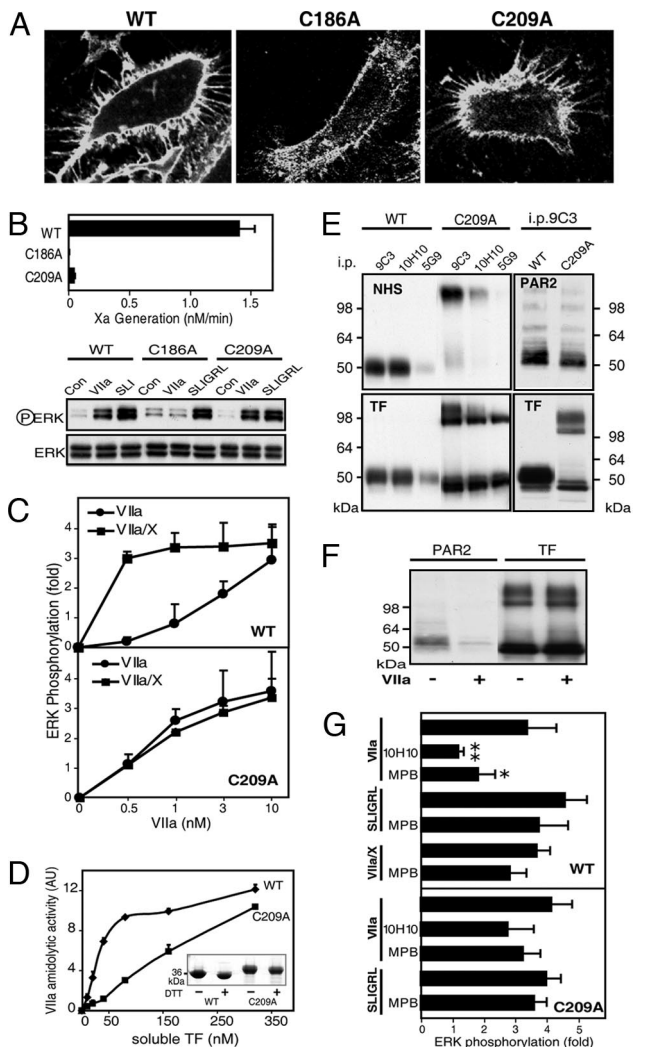 A
WT
C186A
C209A
B
WT
C186A
C209A
0
0.5
1.0
1.5
Xa Generation (nM/min)
WT
C186A
C209A
Con
VIIa
SLI
Con
VIIa
SLIGRL
Con
VIIa
SLIGRL
PERK
ERK
C
ERK Phosphorylation (fold)
4
3
2
1
0
VIIa
VIIa/X
WT
4
3
2
1
0
VIIa
VIIa/X
C209A
0
0.5
1
3
10
VIIa (nM)
D
VIIa amidolytic activity (AU)
12
8
4
0
WT
C209A
36
kDa
DTT
− + − +
WT
C209A
0
50
150
250
350
soluble TF (nM)
E
WT
C209A
i.p.9C3
i.p.
9C3
10H10
5G9
9C3
10H10
5G9
WT
C209A
NHS
PAR2
98
64
50
98
64
50
TF
TF
98
64
50
kDa
98
64
50
kDa
F
PAR2
TF
98
64
50
kDa
VIIa
− + − +
G
VIIa
10H10
**
MPB
*
SLIGRL
MPB
VIIa/X
MPB
WT
VIIa
10H10
MPB
SLIGRL
MPB
C209A
0 1 2 3 4 5
ERK phosphorylation (fold)